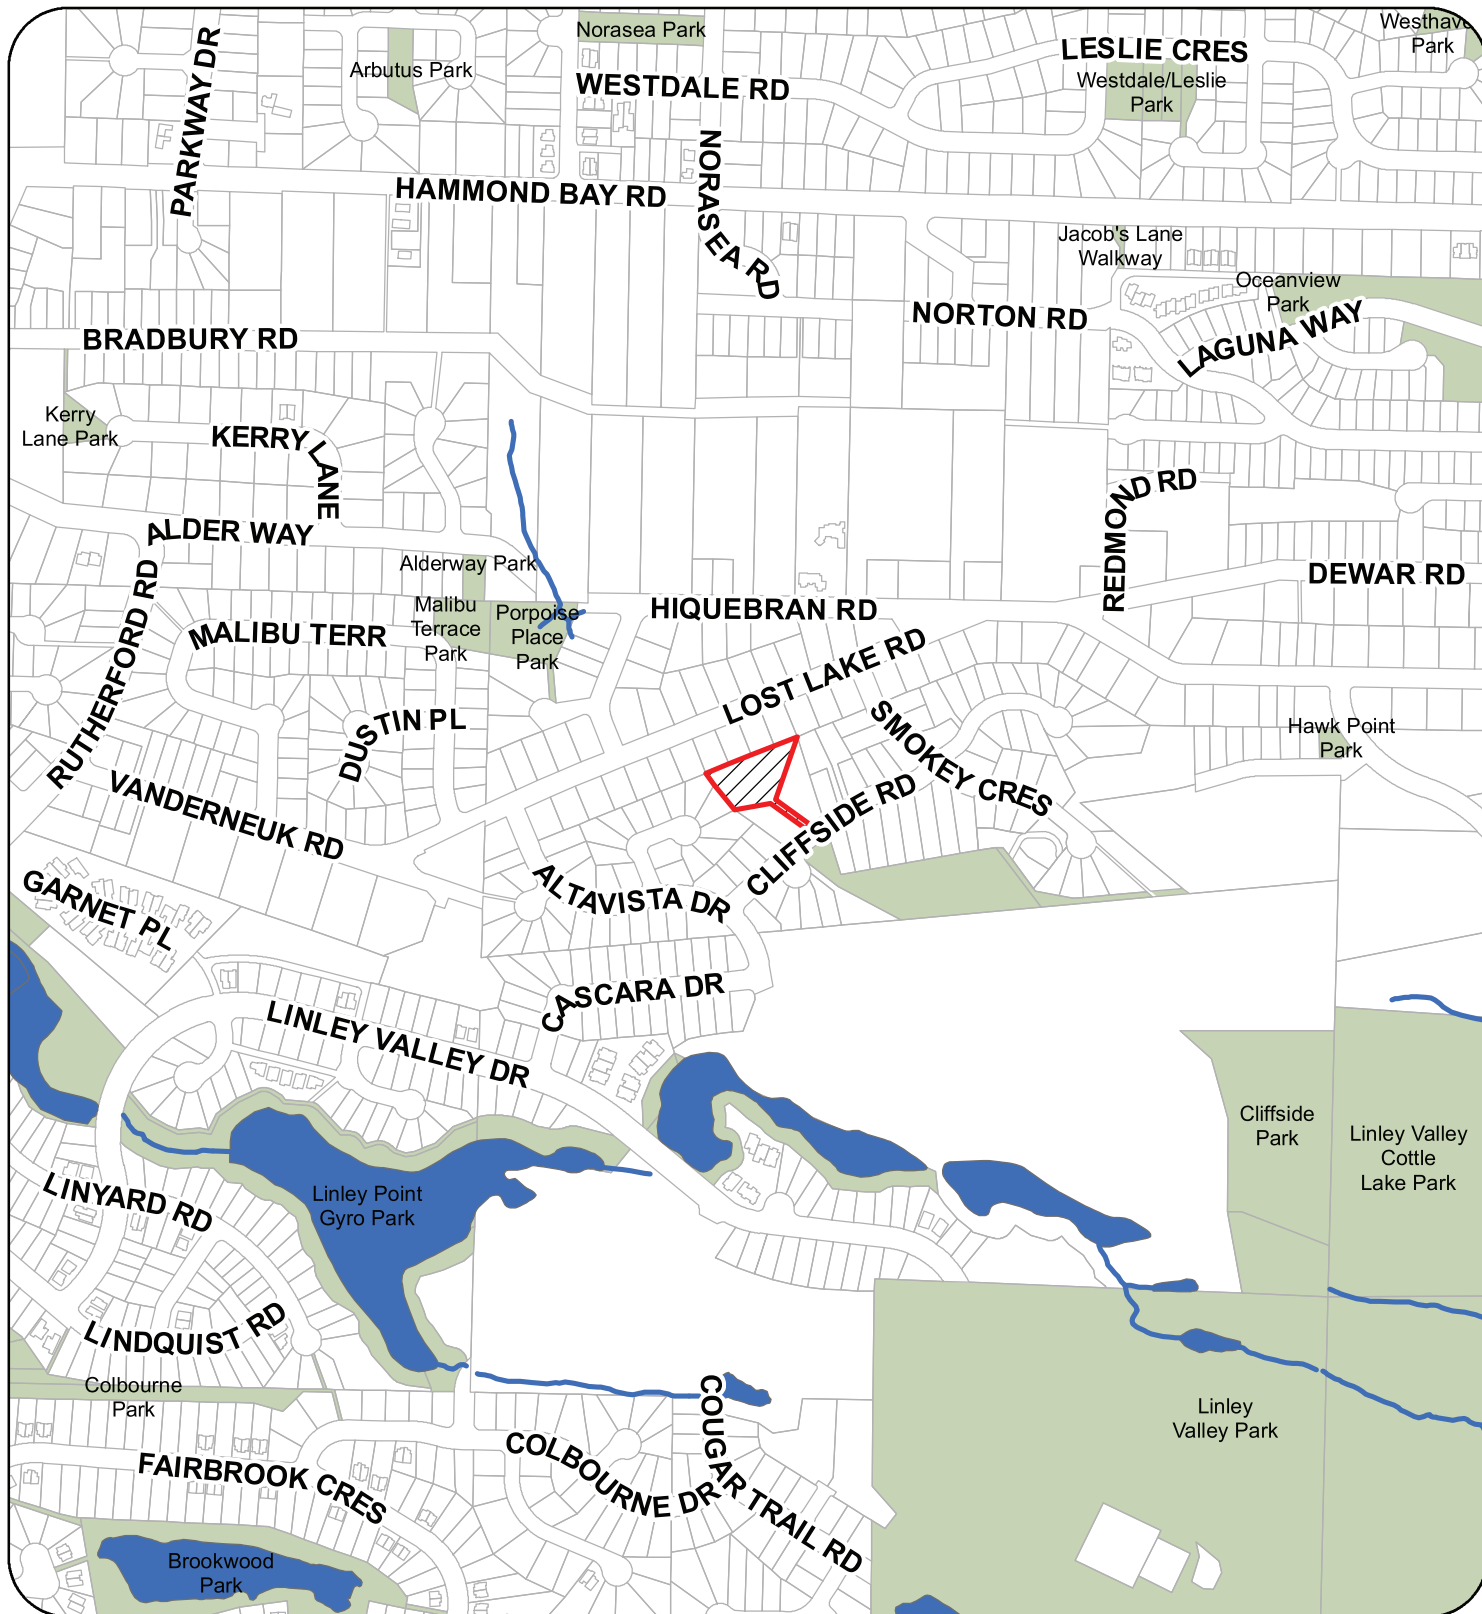 Norasea Park
Westhav
Park
PARKWAY DR
Arbutus Park
LESLIE CRES
WESTDALE RD
Westdale/Leslie
Park
NORASEA RD
HAMMOND BAY RD
Jacob's Lane
Walkway
Oceanview
Park
NORTON RD
LAGUNA WAY
BRADBURY RD
Kerry
Lane Park
KERRY LANE
REDMOND RD
ALDER WAY
Alderway Park
DEWAR RD
RUTHERFORD RD
Malibu
Terrace
Park
Porpoise
Place
Park
HIQUEBRAN RD
MALIBU TERR
LOST LAKE RD
DUSTIN PL
SMOKEY CRES
Hawk Point
Park
VANDERNEUK RD
CLIFFSIDE RD
GARNET PL
ALTAVISTA DR
CASCARA DR
LINLEY VALLEY DR
Cliffside
Park
Linley Valley
Cottle
Lake Park
LINYARD RD
Linley Point
Gyro Park
LINDQUIST RD
Colbourne
Park
COUGAR TRAIL RD
Linley
Valley Park
COLBOURNE DR
FAIRBROOK CRES
Brookwood
Park